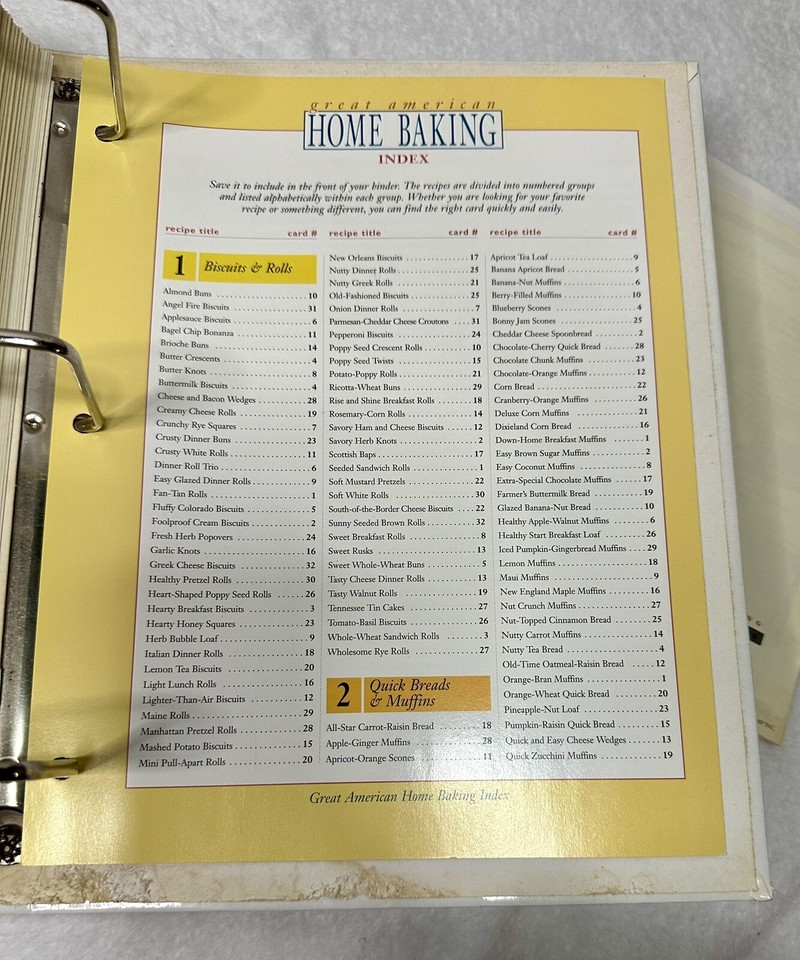 great american
HOME BAKING
INDEX
Save it to include in the front of your binder. The recipes are divided into numbered groups
and listed alphabetically within each group. Whether you are looking for your favorite
recipe or something different, you can find the right card quickly and easily.
recipe title card #
1 Biscuits & Rolls
Almond Buns 10
Angel Fire Biscuits 31
Applesauce Biscuits 6
Bagel Chip Bonanza 11
Brioche Buns 14
Butter Crescents 4
Butter Knots 8
Buttermilk Biscuits 4
Cheese and Bacon Wedges 28
Creamy Cheese Rolls 19
Crunchy Rye Squares 7
Crusty Dinner Buns 23
Crusty White Rolls 11
Dinner Roll Trio 6
Easy Glazed Dinner Rolls 9
Fan-Tan Rolls 1
Fluffy Colorado Biscuits 5
Foolproof Cream Biscuits 2
Fresh Herb Popovers 24
Garlic Knots 16
Greek Cheese Biscuits 32
Healthy Pretzel Rolls 30
Heart-Shaped Poppy Seed Rolls 26
Hearty Breakfast Biscuits 3
Hearty Honey Squares 23
Herb Bubble Loaf 9
Italian Dinner Rolls 18
Lemon Tea Biscuits 20
Light Lunch Rolls 16
Lighter-Than-Air Biscuits 12
Maine Rolls 29
Manhattan Pretzel Rolls 28
Mashed Potato Biscuits 15
Mini Pull-Apart Rolls 20
recipe title card #
New Orleans Biscuits 17
Nutty Dinner Rolls 25
Nutty Greek Rolls 21
Old-Fashioned Biscuits 25
Onion Dinner Rolls 7
Parmesan-Cheddar Cheese Croutons 31
Pepperoni Biscuits 24
Poppy Seed Crescent Rolls 10
Poppy Seed Twists 15
Potato-Poppy Rolls 21
Ricotta-Wheat Buns 29
Rise and Shine Breakfast Rolls 18
Rosemary-Corn Rolls 14
Savory Ham and Cheese Biscuits 12
Savory Herb Knots 2
Scottish Baps 17
Seeded Sandwich Rolls 1
Soft Mustard Pretzels 22
Soft White Rolls 30
South-of-the-Border Cheese Biscuits 22
Sunny Seeded Brown Rolls 32
Sweet Breakfast Rolls 8
Sweet Rusks 13
Sweet Whole-Wheat Buns 5
Tasty Cheese Dinner Rolls 13
Tasty Walnut Rolls 19
Tennessee Tin Cakes 27
Tomato-Basil Biscuits 26
Whole-Wheat Sandwich Rolls 3
Wholesome Rye Rolls 27
2 Quick Breads
& Muffins
All-Star Carrot-Raisin Bread 18
Apple-Ginger Muffins 28
Apricot-Orange Scones 11
recipe title card #
Apricot Tea Loaf 9
Banana Apricot Bread 5
Banana-Nut Muffins 6
Berry-Filled Muffins 10
Blueberry Scones 4
Bonny Jam Scones 25
Cheddar Cheese Spoonbread 2
Chocolate-Cherry Quick Bread 28
Chocolate Chunk Muffins 23
Chocolate-Orange Muffins 12
Corn Bread 22
Cranberry-Orange Muffins 26
Deluxe Corn Muffins 21
Dixieland Corn Bread 16
Down-Home Breakfast Muffins 1
Easy Brown Sugar Muffins 2
Easy Coconut Muffins 8
Extra-Special Chocolate Muffins 17
Farmer's Buttermilk Bread 19
Glazed Banana-Nut Bread 10
Healthy Apple-Walnut Muffins 6
Healthy Start Breakfast Loaf 26
Iced Pumpkin-Gingerbread Muffins 29
Lemon Muffins 18
Maui Muffins 9
New England Maple Muffins 16
Nut Crunch Muffins 27
Nut-Topped Cinnamon Bread 25
Nutty Carrot Muffins 14
Nutty Tea Bread 4
Old-Time Oatmeal-Raisin Bread 12
Orange-Bran Muffins 1
Orange-Wheat Quick Bread 20
Pineapple-Nut Loaf 23
Pumpkin-Raisin Quick Bread 15
Quick and Easy Cheese Wedges 13
Quick Zucchini Muffins 19
Great American Home Baking Index